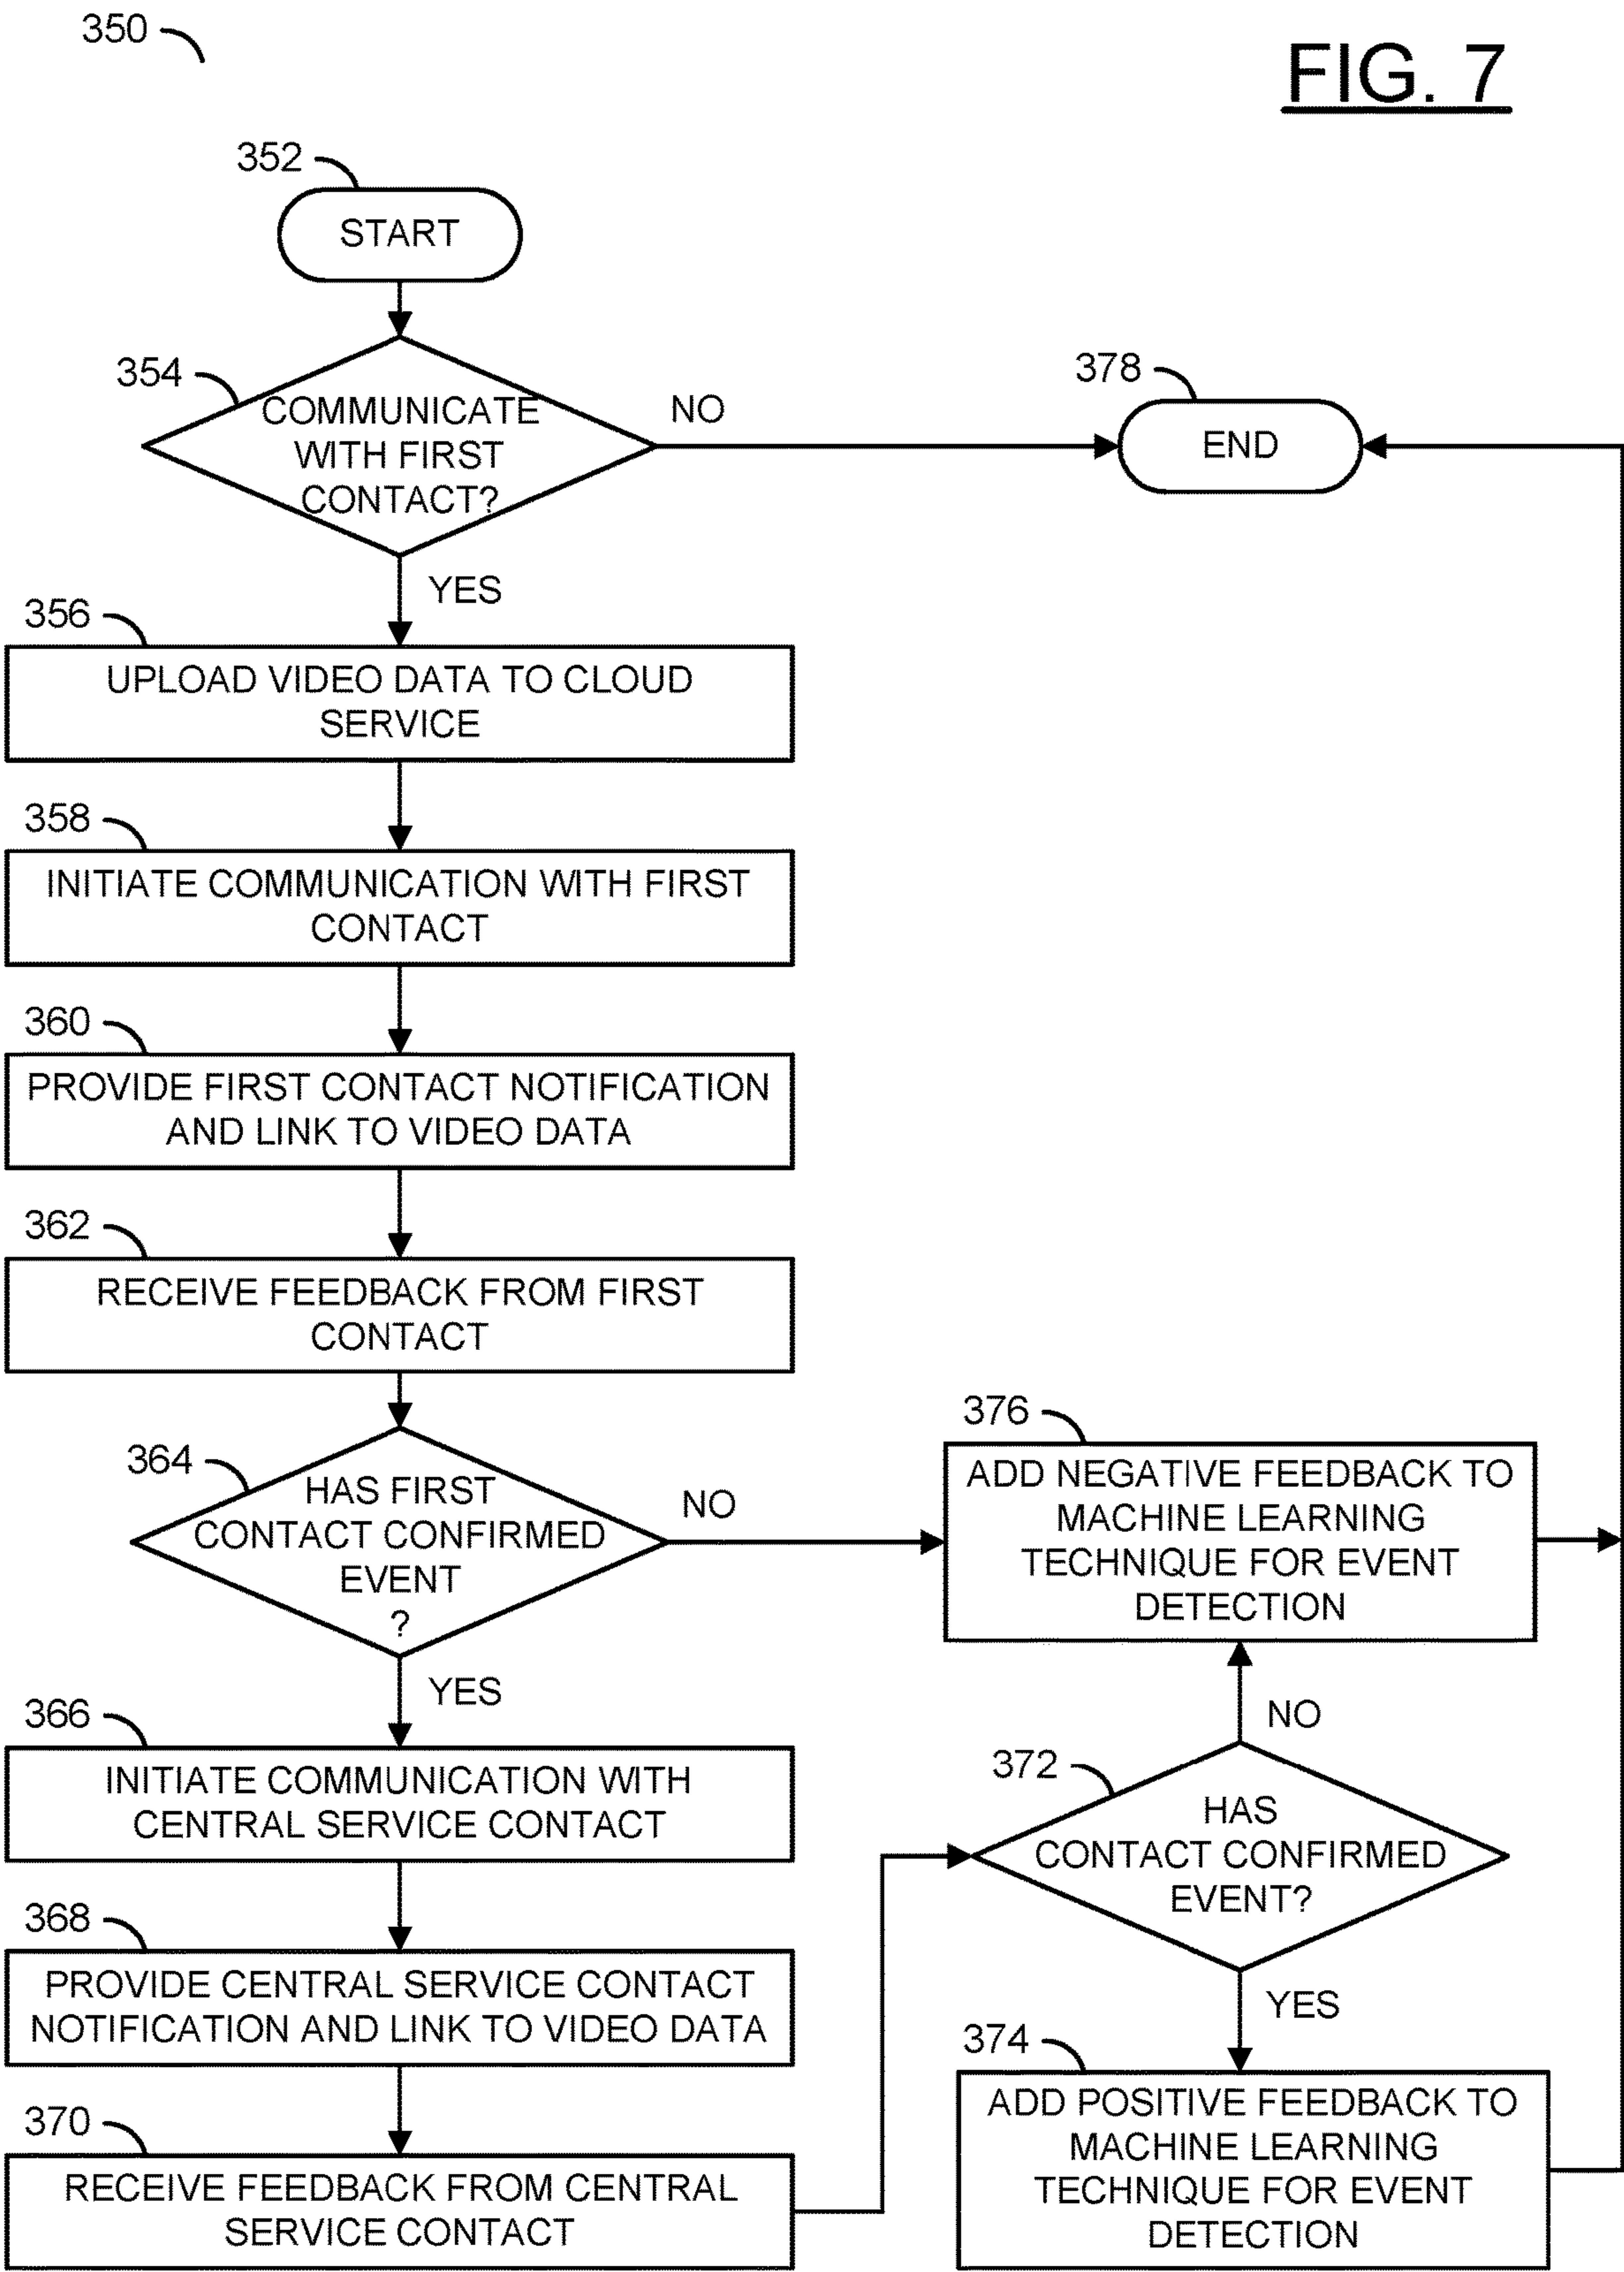 350
FIG. 7
352
START
354
COMMUNICATE
WITH FIRST
CONTACT?
NO
378
END
YES
356
UPLOAD VIDEO DATA TO CLOUD
SERVICE
358
INITIATE COMMUNICATION WITH FIRST
CONTACT
360
PROVIDE FIRST CONTACT NOTIFICATION
AND LINK TO VIDEO DATA
362
RECEIVE FEEDBACK FROM FIRST
CONTACT
364
HAS FIRST
CONTACT CONFIRMED
EVENT
?
NO
376
ADD NEGATIVE FEEDBACK TO
MACHINE LEARNING
TECHNIQUE FOR EVENT
DETECTION
YES
366
INITIATE COMMUNICATION WITH
CENTRAL SERVICE CONTACT
368
PROVIDE CENTRAL SERVICE CONTACT
NOTIFICATION AND LINK TO VIDEO DATA
370
RECEIVE FEEDBACK FROM CENTRAL
SERVICE CONTACT
NO
372
HAS
CONTACT CONFIRMED
EVENT?
YES
374
ADD POSITIVE FEEDBACK TO
MACHINE LEARNING
TECHNIQUE FOR EVENT
DETECTION